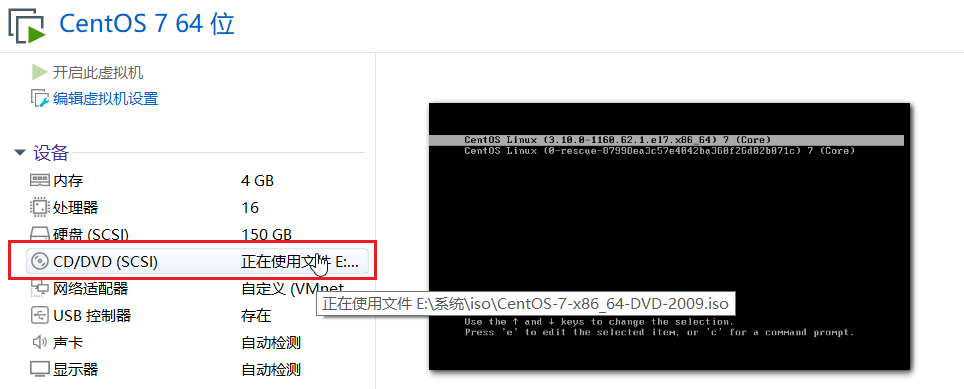 CentOS 7 64 位
开启此虚拟机
编辑虚拟机设置
设备
内存 4 GB
处理器 16
硬盘 (SCSI) 150 GB
CD/DVD (SCSI) 正在使用文件 E:...
网络适配器 自定义 (VMnet
USB 控制器 存在
声卡 自动检测
显示器 自动检测
正在使用文件 E:\系统\iso\CentOS-7-x86_64-DVD-2009.iso
CentOS Linux (3.10.0-1160.62.1.el7.x86_64) 7 (Core)
CentOS Linux (0-rescue-87998ea3c57e4042ba360f26d02b071c) 7 (Core)
Use the ↑ and ↓ keys to change the selection.
Press 'e' to edit the selected item, or 'c' for a command prompt.